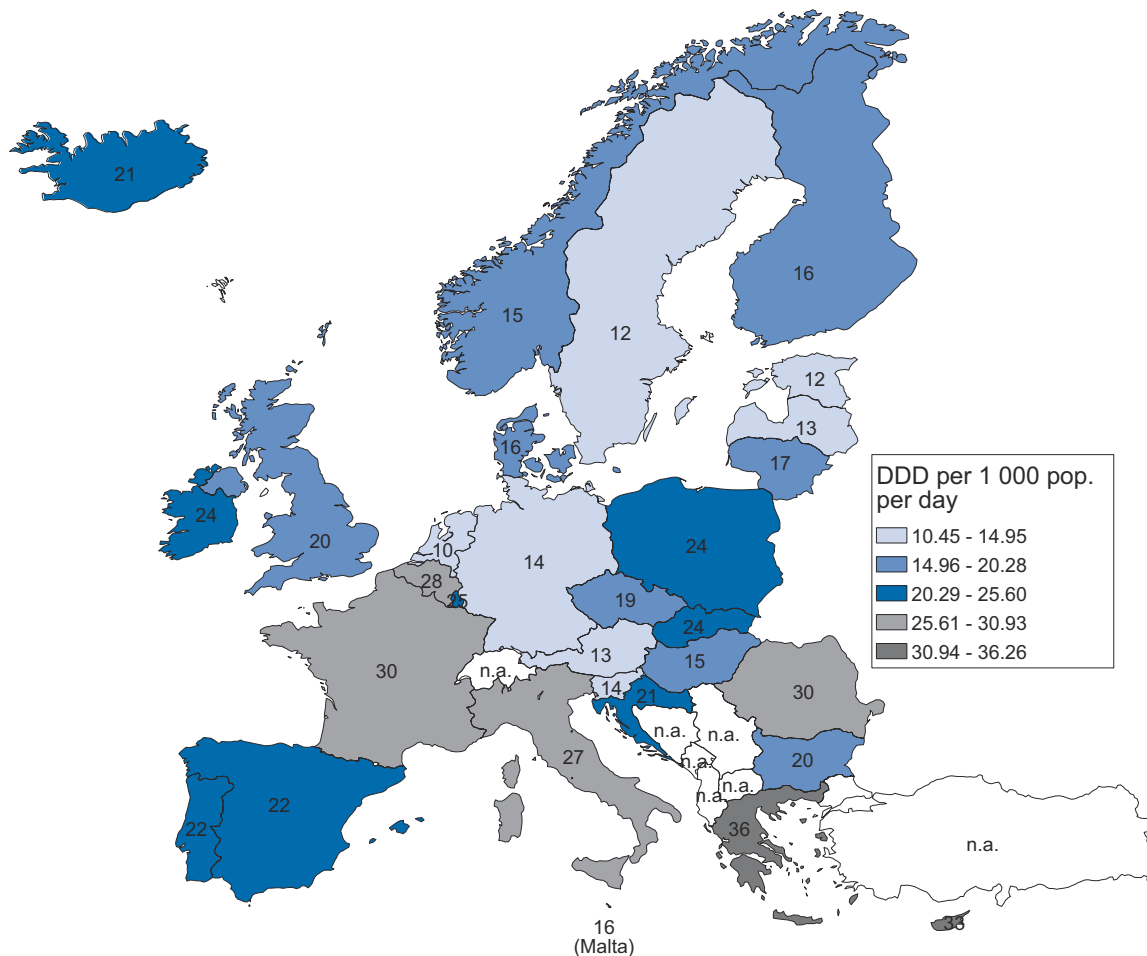 21
16
15
12
12
13
16
17
24
20
10
28
14
24
25
19
24
13
15
n.a.
30
14
21
30
n.a.
n.a.
27
n.a.
20
n.a.
n.a.
22
22
36
n.a.
33
16
(Malta)
DDD per 1 000 pop.
per day
10.45 - 14.95
14.96 - 20.28
20.29 - 25.60
25.61 - 30.93
30.94 - 36.26